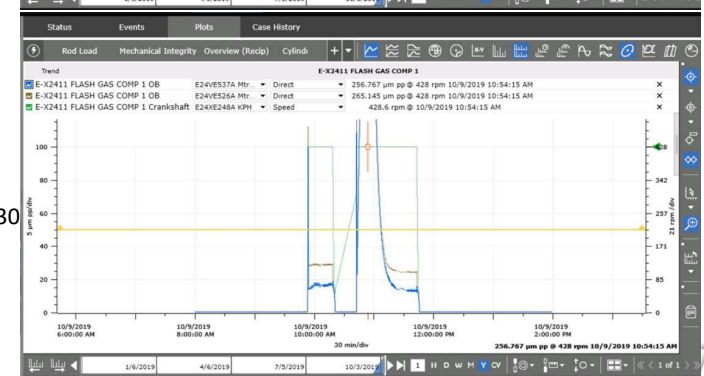 Status Events Plots Case History
Rod Load Mechanical Integrity Overview (Recip) Cylind
Trend E-X2411 FLASH GAS COMP 1
E-X2411 FLASH GAS COMP 1 OB E24VE537A Mtr... Direct 256.767 µm pp @ 428 rpm 10/9/2019 10:54:15 AM
E-X2411 FLASH GAS COMP 1 OB E24VE526A Mtr... Direct 265.145 µm pp @ 428 rpm 10/9/2019 10:54:15 AM
E-X2411 FLASH GAS COMP 1 Crankshaft E24XE248A KPH Speed 428.6 rpm @ 10/9/2019 10:54:15 AM
100 428
80 342
30 60 257
5 µm pp/div 21 rpm /div
40 171
20 85
0 0
10/9/2019 10/9/2019 10/9/2019 10/9/2019 10/9/2019
6:00:00 AM 8:00:00 AM 10:00:00 AM 12:00:00 PM 2:00:00 PM
30 min/div 256.767 µm pp @ 428 rpm 10/9/2019 10:54:15 AM
1/6/2019 4/6/2019 7/5/2019 10/3/2019 1 H D W M Y CV 1 of 1